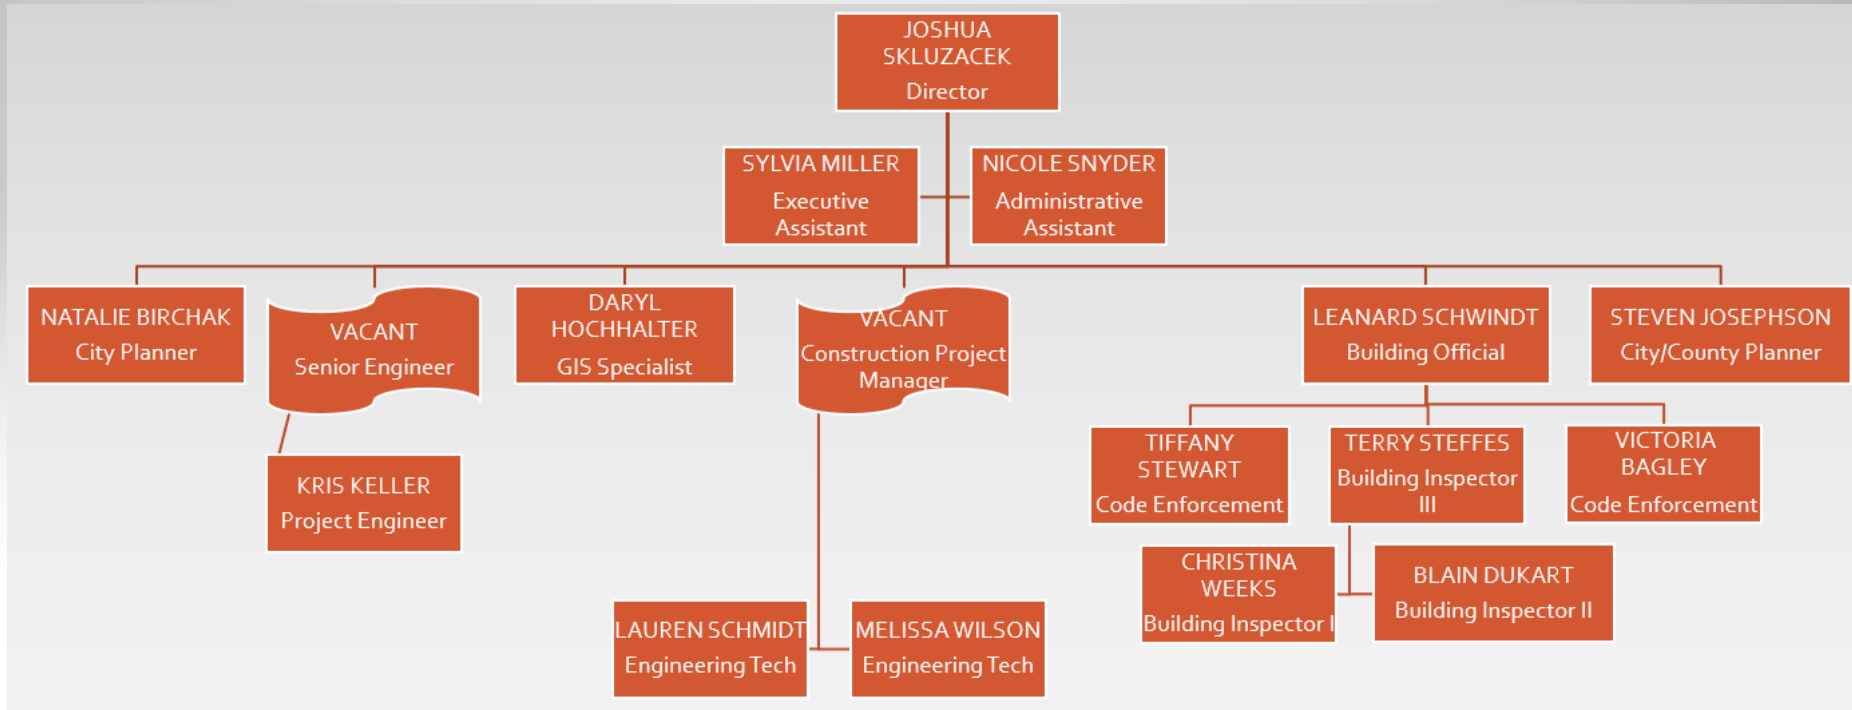 JOSHUA
SKLUZACEK
Director
SYLVIA MILLER
Executive
Assistant
NICOLE SNYDER
Administrative
Assistant
NATALIE BIRCHAK
City Planner
VACANT
Senior Engineer
DARYL
HOCHHALTER
GIS Specialist
VACANT
Construction Project
Manager
LEANARD SCHWINDT
Building Official
STEVEN JOSEPHSON
City/County Planner
KRIS KELLER
Project Engineer
TIFFANY
STEWART
Code Enforcement
TERRY STEFFES
Building Inspector
III
VICTORIA
BAGLEY
Code Enforcement
CHRISTINA
WEEKS
Building Inspector I
BLAIN DUKART
Building Inspector II
LAUREN SCHMIDT
Engineering Tech
MELISSA WILSON
Engineering Tech